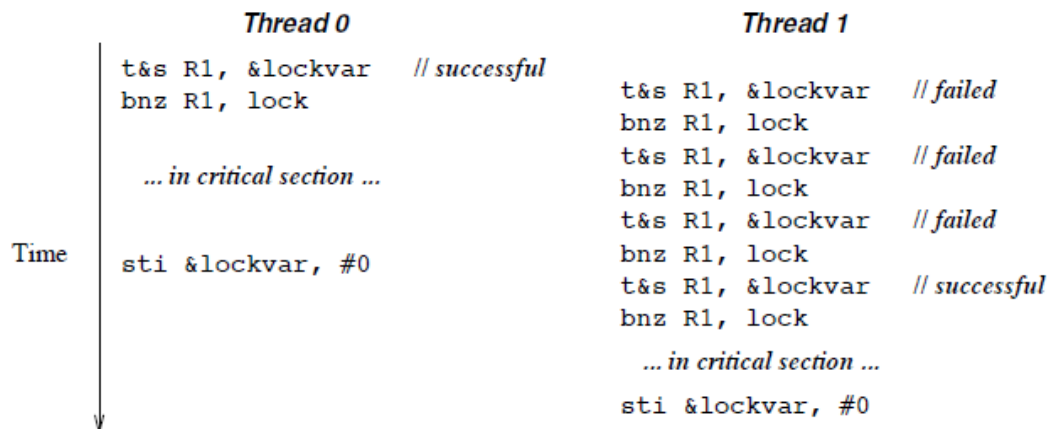 Thread 0
t&s R1, &lockvar // successful
bnz R1, lock
... in critical section ...
sti &lockvar, #0
Time
Thread 1
t&s R1, &lockvar // failed
bnz R1, lock
t&s R1, &lockvar // failed
bnz R1, lock
t&s R1, &lockvar // failed
bnz R1, lock
t&s R1, &lockvar // successful
bnz R1, lock
... in critical section ...
sti &lockvar, #0